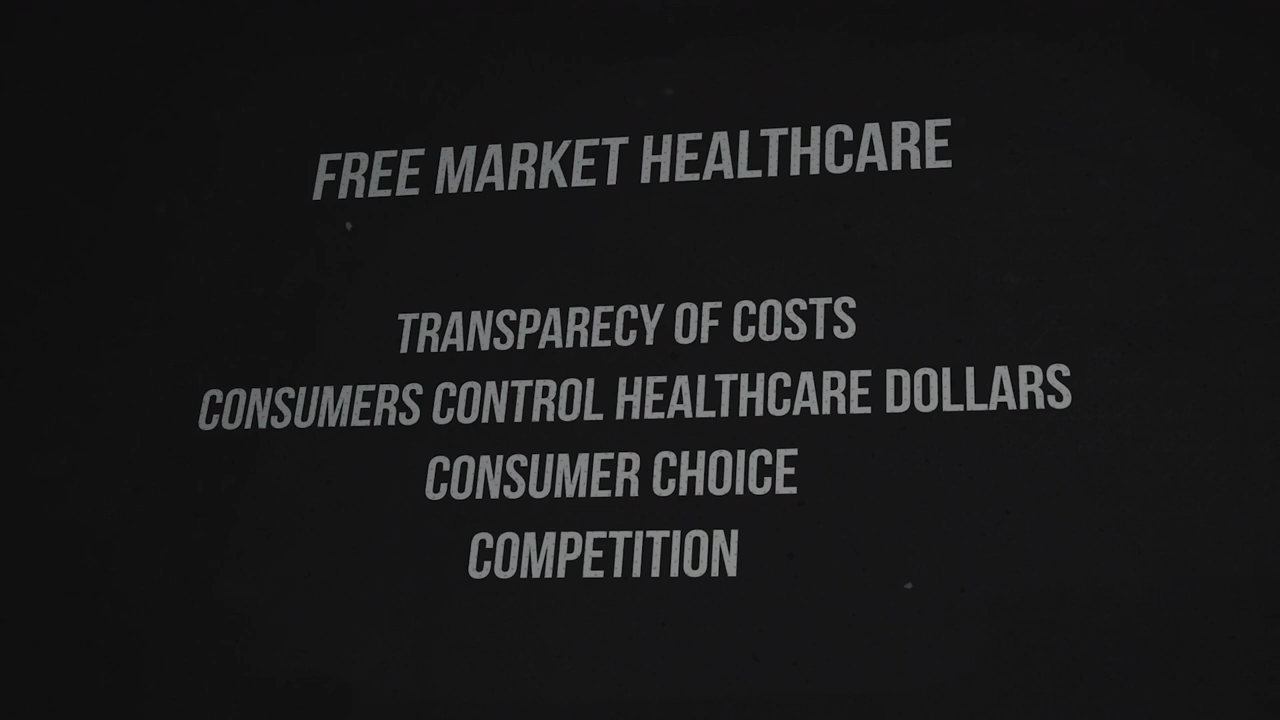 FREE MARKET HEALTHCARE
TRANSPARECY OF COSTS
CONSUMERS CONTROL HEALTHCARE DOLLARS
CONSUMER CHOICE
COMPETITION